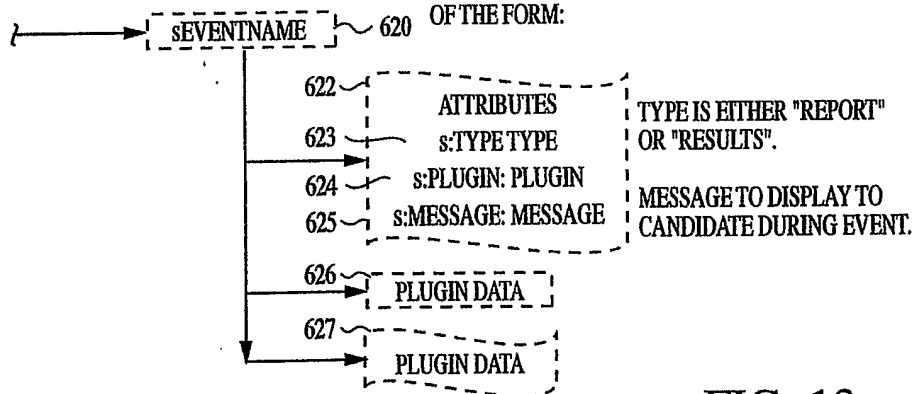 OF THE FORM:
sEVENTNAME 620
622
ATTRIBUTES
623 s:TYPE TYPE
624 s:PLUGIN: PLUGIN
625 s:MESSAGE: MESSAGE
TYPE IS EITHER "REPORT"
OR "RESULTS".
MESSAGE TO DISPLAY TO
CANDIDATE DURING EVENT.
626
PLUGIN DATA
627
PLUGIN DATA